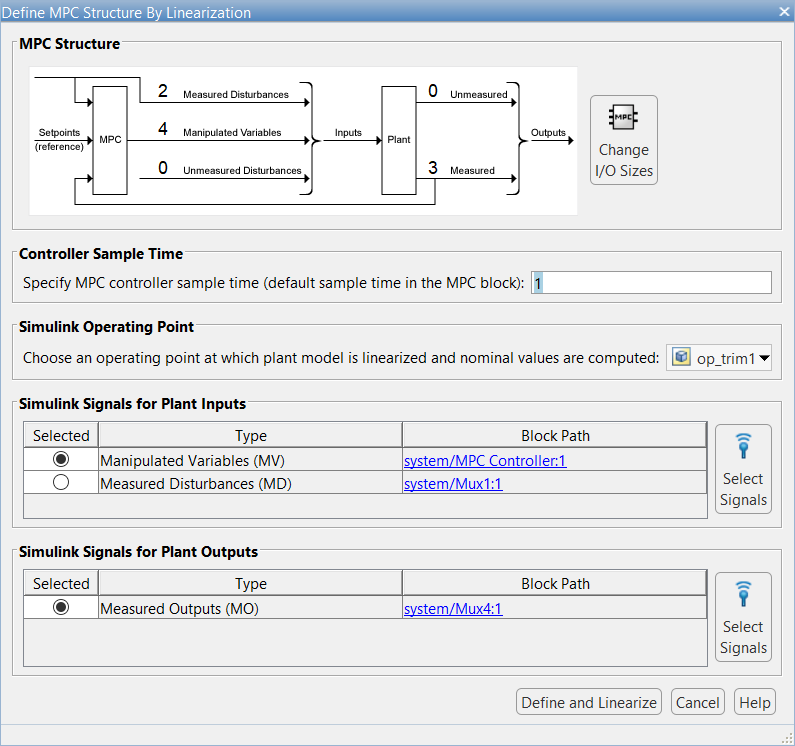 Define MPC Structure By Linearization
MPC Structure
2 Measured Disturbances
0 Unmeasured
Setpoints
(reference)
MPC
4 Manipulated Variables
Inputs
Plant
Outputs
0 Unmeasured Disturbances
3 Measured
MPC
Change
I/O Sizes
Controller Sample Time
Specify MPC controller sample time (default sample time in the MPC block): 1
Simulink Operating Point
Choose an operating point at which plant model is linearized and nominal values are computed: op_trim1
Simulink Signals for Plant Inputs
Selected Type Block Path
Manipulated Variables (MV) system/MPC Controller:1
Measured Disturbances (MD) system/Mux1:1
Select
Signals
Simulink Signals for Plant Outputs
Selected Type Block Path
Measured Outputs (MO) system/Mux4:1
Select
Signals
Define and Linearize Cancel Help